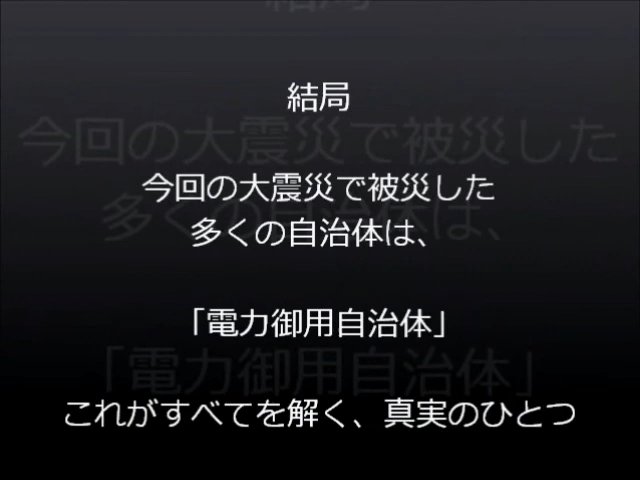 結局
今回の大震災で被災した
多くの自治体は、
「電力御用自治体」
これがすべてを解く、真実のひとつ